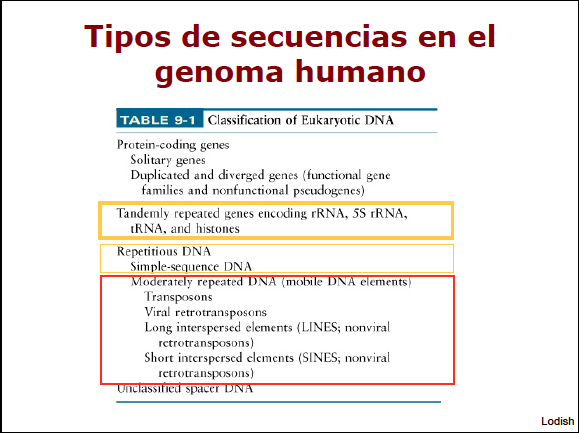 Tipos de secuencias en el
genoma humano
TABLE 9-1 Classification of Eukaryotic DNA
Protein-coding genes
Solitary genes
Duplicated and diverged genes (functional gene
families and nonfunctional pseudogenes)
Tandemly repeated genes encoding rRNA, 5S rRNA,
tRNA, and histones
Repetitious DNA
Simple-sequence DNA
Moderately repeated DNA (mobile DNA elements)
Transposons
Viral retrotransposons
Long interspersed elements (LINES; nonviral
retrotransposons)
Short interspersed elements (SINES; nonviral
retrotransposons)
Unclassified spacer DNA
Lodish